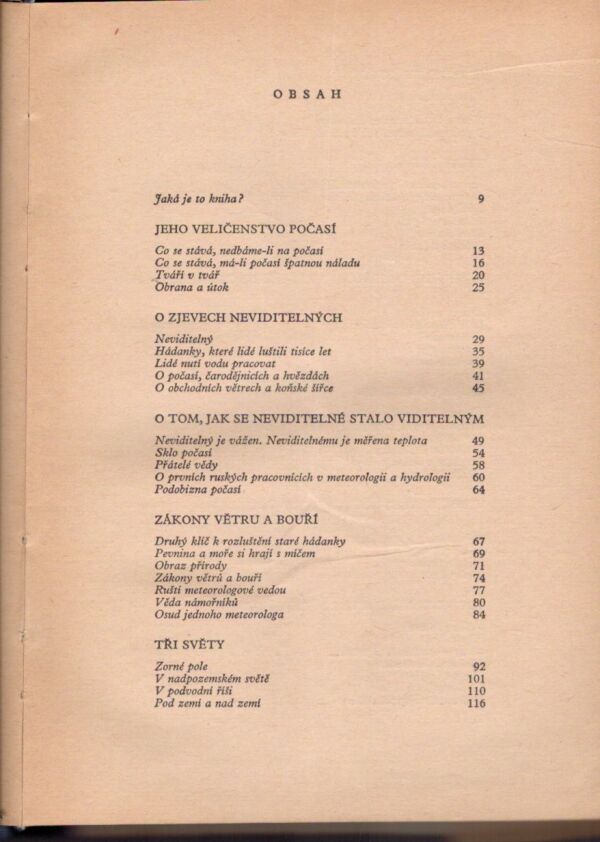 OBSAH
Jaká je to kniha? 9
JEHO VELIČENSTVO POČASÍ
Co se stává, nedbáme-li na počasí 13
Co se stává, má-li počasí špatnou náladu 16
Tváří v tvář 20
Obrana a útok 25
O ZJEVECH NEVIDITELNÝCH
Neviditelný 29
Hádanky, které lidé luštili tisíce let 35
Lidé nutí vodu pracovat 39
O počasí, čarodějnicích a hvězdách 41
O obchodních větrech a koňské šířce 45
O TOM, JAK SE NEVIDITELNÉ STALO VIDITELNÝM
Neviditelný je vážen. Neviditelnému je měřena teplota 49
Sklo počasí 54
Přátelé vědy 58
O prvních ruských pracovnících v meteorologii a hydrologii 60
Podobizna počasí 64
ZÁKONY VĚTRU A BOUŘÍ
Druhý klíč k rozluštění staré hádanky 67
Pevnina a moře si hrají s míčem 69
Obraz přírody 71
Zákony větrů a bouří 74
Ruští meteorologové vedou 77
Věda námořníků 80
Osud jednoho meteorologa 84
TŘI SVĚTY
Zorné pole 92
V nadpozemském světě 101
V podvodní říši 110
Pod zemí a nad zemí 116